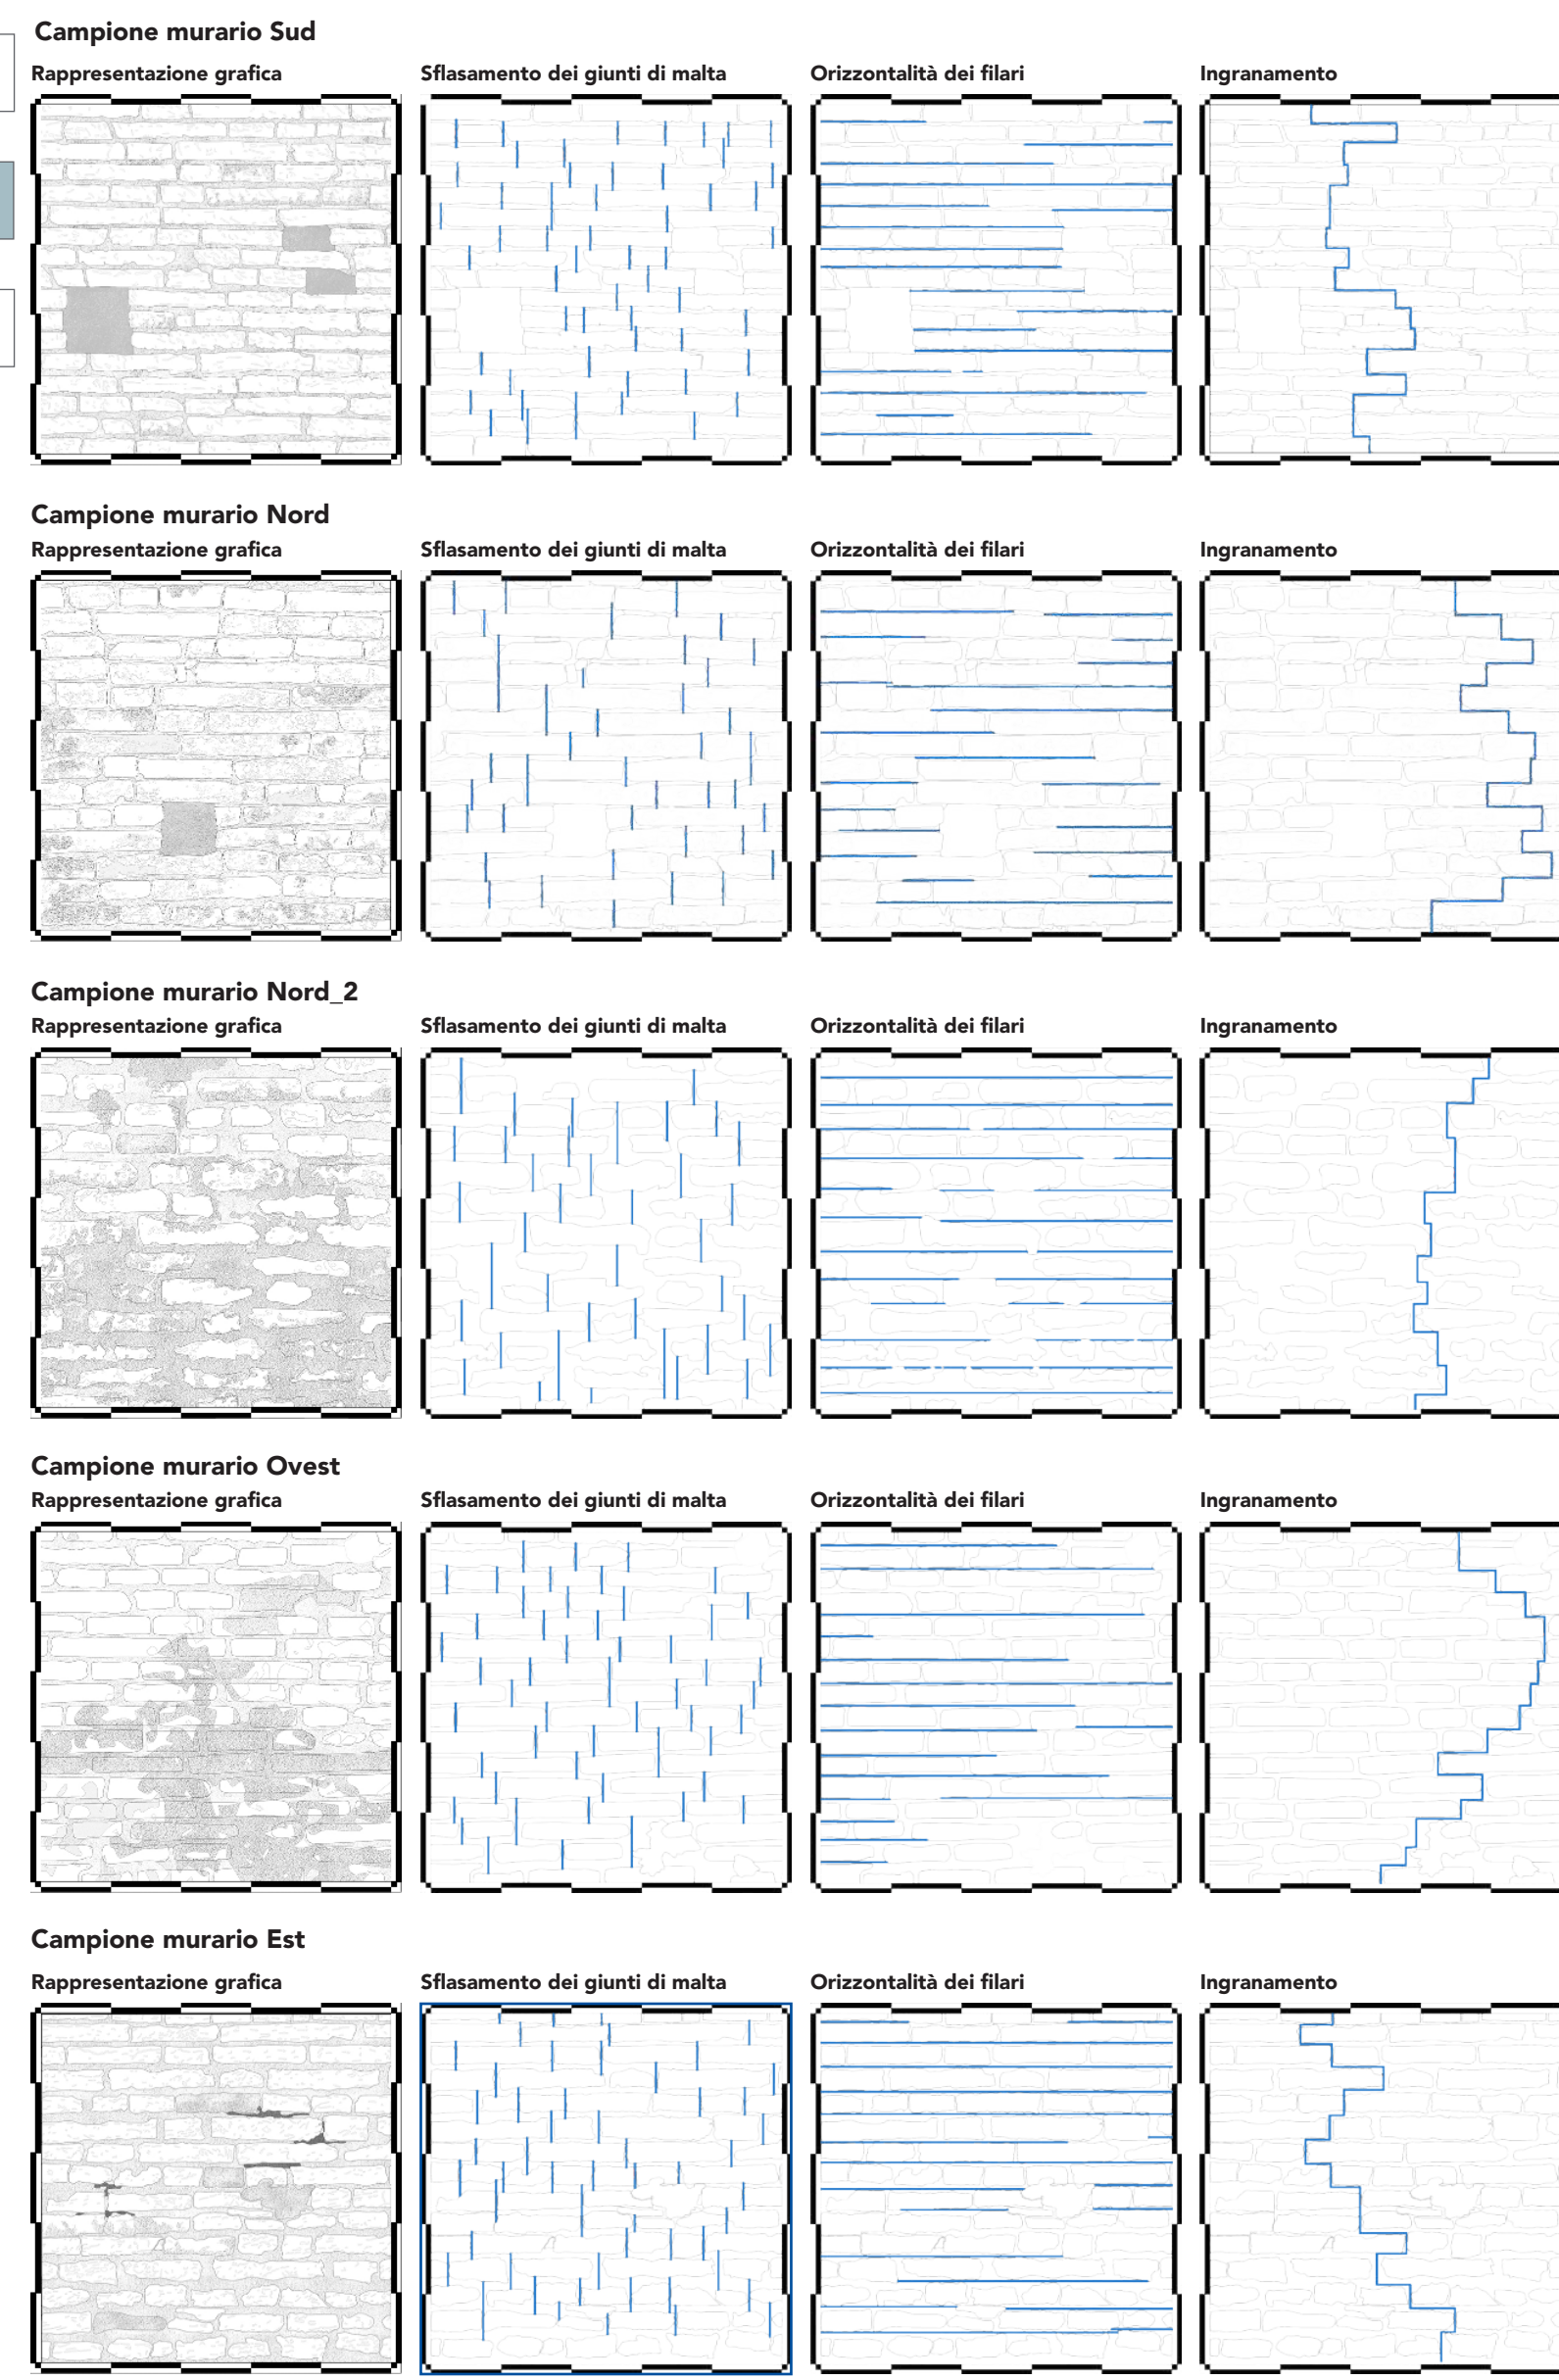 Campione murario Sud
Rappresentazione grafica
Sflasamento dei giunti di malta
Orizzontalità dei filari
Ingranamento
Campione murario Nord
Rappresentazione grafica
Sflasamento dei giunti di malta
Orizzontalità dei filari
Ingranamento
Campione murario Nord_2
Rappresentazione grafica
Sflasamento dei giunti di malta
Orizzontalità dei filari
Ingranamento
Campione murario Ovest
Rappresentazione grafica
Sflasamento dei giunti di malta
Orizzontalità dei filari
Ingranamento
Campione murario Est
Rappresentazione grafica
Sflasamento dei giunti di malta
Orizzontalità dei filari
Ingranamento